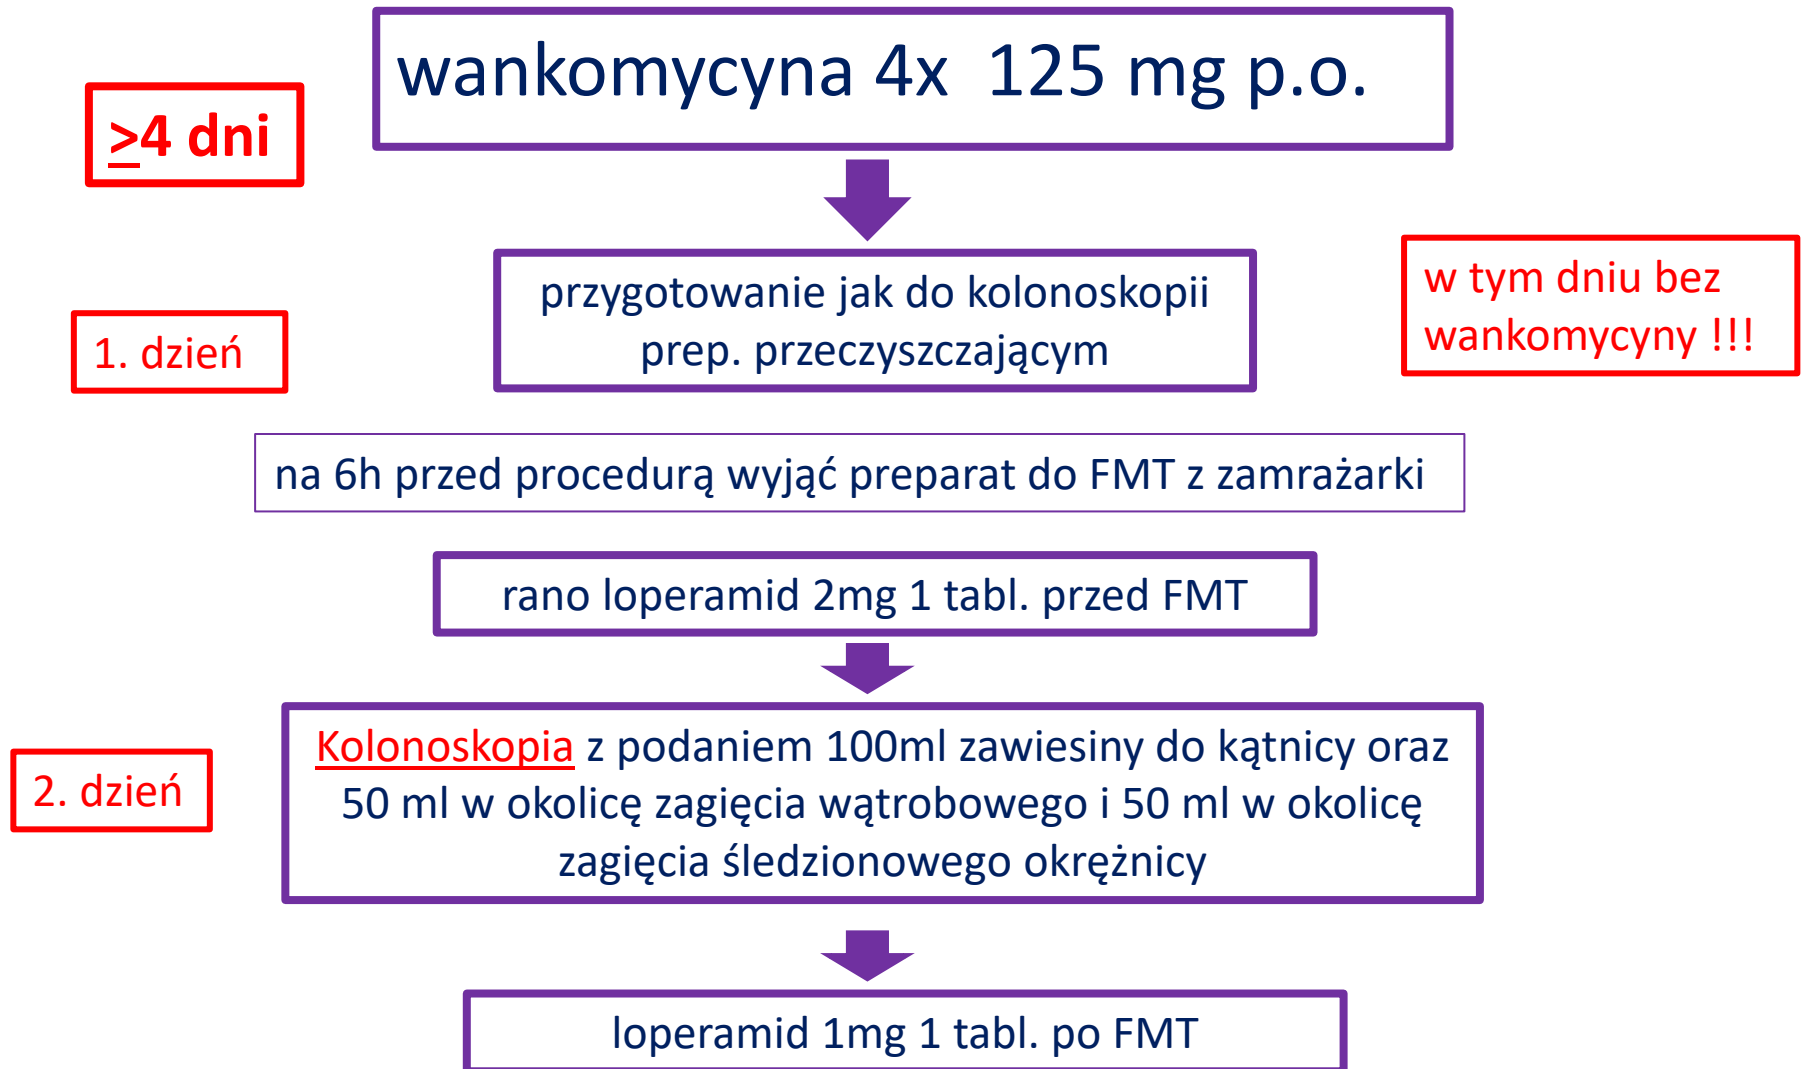 wankomycyna 4x 125 mg p.o.
≥4 dni
przygotowanie jak do kolonoskopii
prep. przeczyszczającym
w tym dniu bez
wankomycyny !!!
1. dzień
na 6h przed procedurą wyjąć preparat do FMT z zamrażarki
rano loperamid 2mg 1 tabl. przed FMT
Kolonoskopia z podaniem 100ml zawiesiny do kątnicy oraz
50 ml w okolicę zagięcia wątrobowego i 50 ml w okolicę
zagięcia śledzionowego okrężnicy
2. dzień
loperamid 1mg 1 tabl. po FMT